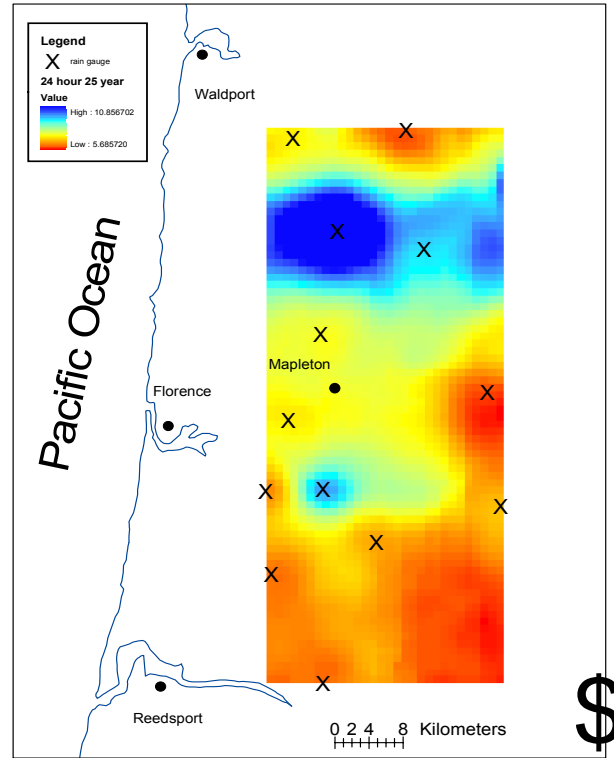 Legend
X rain gauge
24 hour 25 year
Value
High : 10.856702
Low : 5.685720
Waldport
X
X
X
X
Pacific Ocean
X
Mapleton
Florence
X
X
X
X
X
X
X
X
Reedsport
0 2 4 8 Kilometers
$